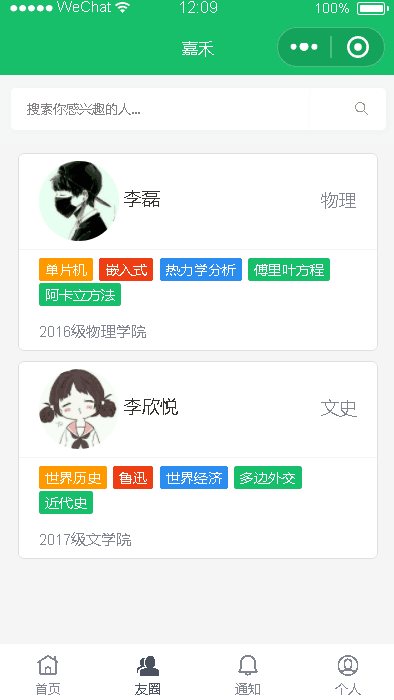 WeChat 12:09 100%
嘉禾
搜索你感兴趣的人...
李磊 物理
单片机 嵌入式 热力学分析 傅里叶方程
阿卡立方法
2016级物理学院
李欣悦 文史
世界历史 鲁迅 世界经济 多边外交
近代史
2017级文学院
首页 友圈 通知 个人